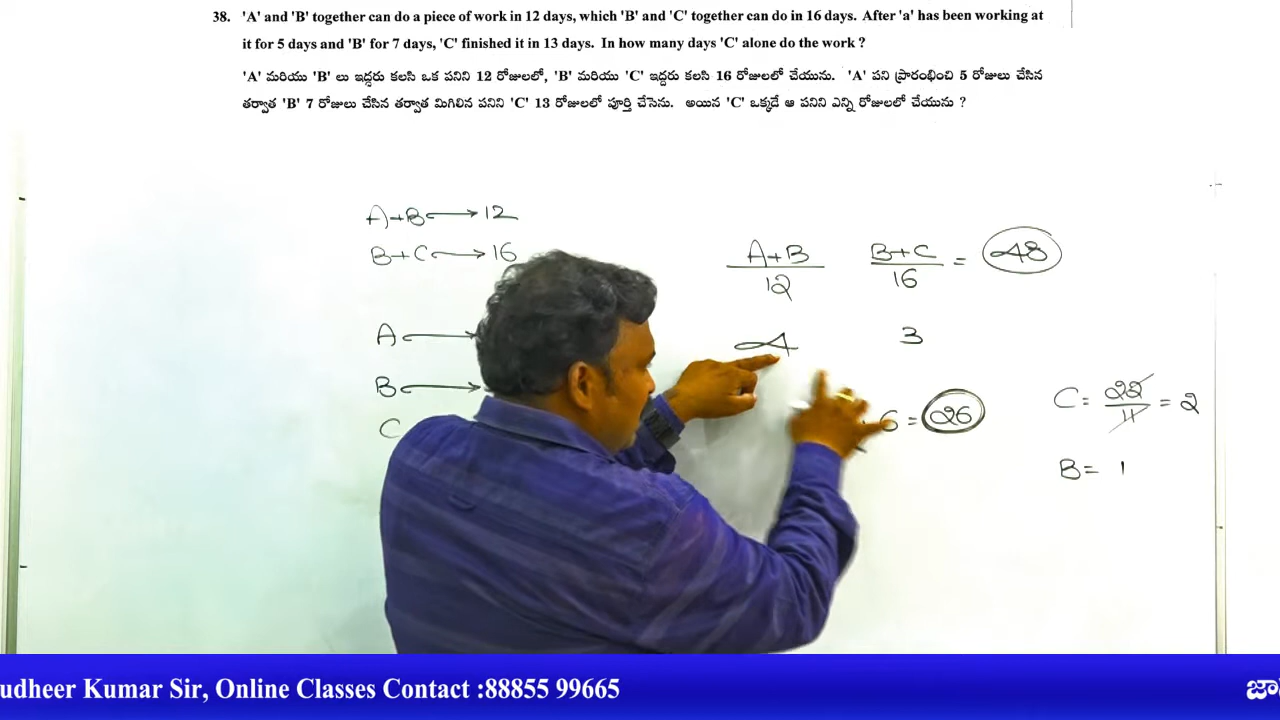 38. 'A' and 'B' together can do a piece of work in 12 days, which 'B' and 'C' together can do in 16 days. After 'a' has been working at
it for 5 days and 'B' for 7 days, 'C' finished it in 13 days. In how many days 'C' alone do the work ?
'A' మరియు 'B' లు ఇద్దరు కలసి ఒక పనిని 12 రోజులలో, 'B' మరియు 'C' ఇద్దరు కలసి 16 రోజులలో చేయును. 'A' పని ప్రారంభించి 5 రోజులు చేసిన
తర్వాత 'B' 7 రోజులు చేసిన తర్వాత మిగిలిన పనిని 'C' 13 రోజులలో పూర్తి చేసెను. అయిన 'C' ఒక్కడే ఆ పనిని ఎన్ని రోజులలో చేయును ?
A+B → 12
B+C → 16
A →
B →
C
A+B B+C = 48
12 16
4 3
6 = 26
C = 22 = 2
11
B = 1
udheer Kumar Sir, Online Classes Contact :88855 99665